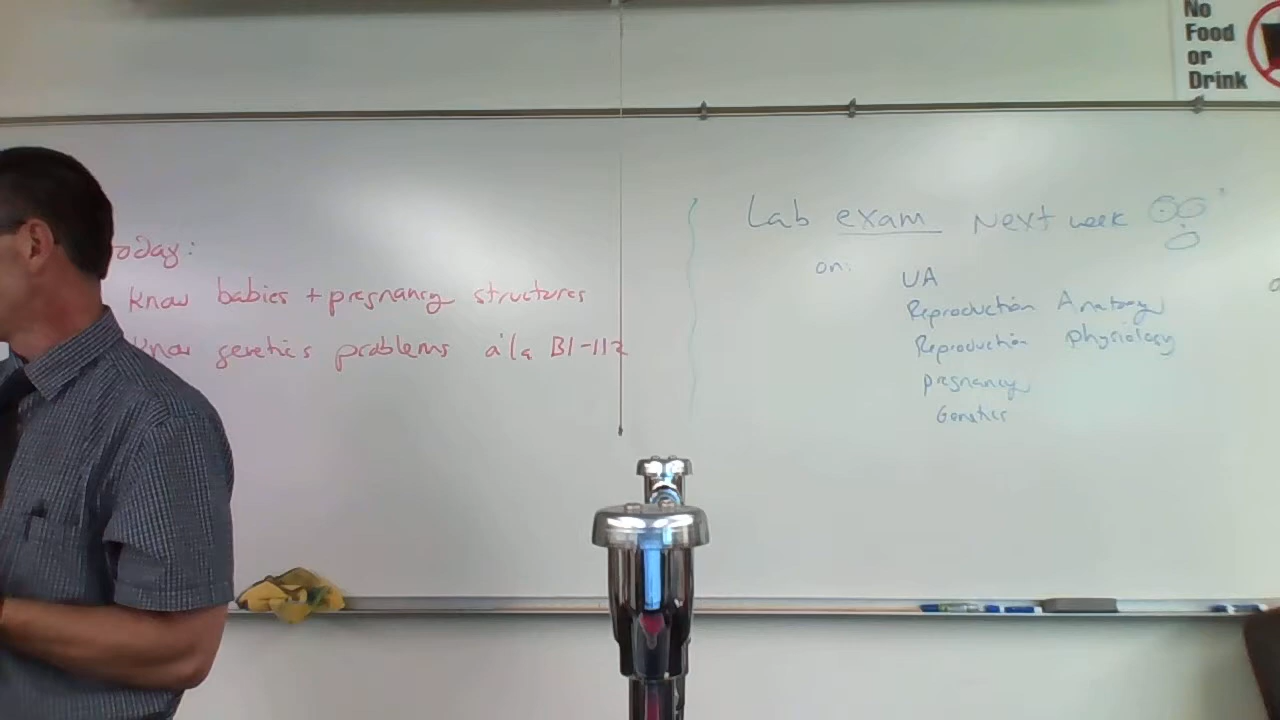 No
Food
or
Drink
Today:
Know babies + pregnancy structures
Know genetics problems a'la BI-112
Lab exam Next week
on:
UA
Reproduction Anatomy
Reproduction physiology
pregnancy
Genetics